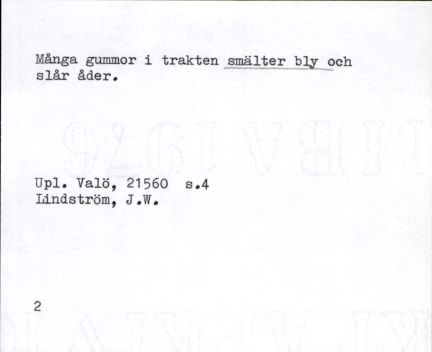 Många gummor i trakten smälter bly och
slår åder.
Upl. Valö, 21560 s.4
Lindström, J.W.
2